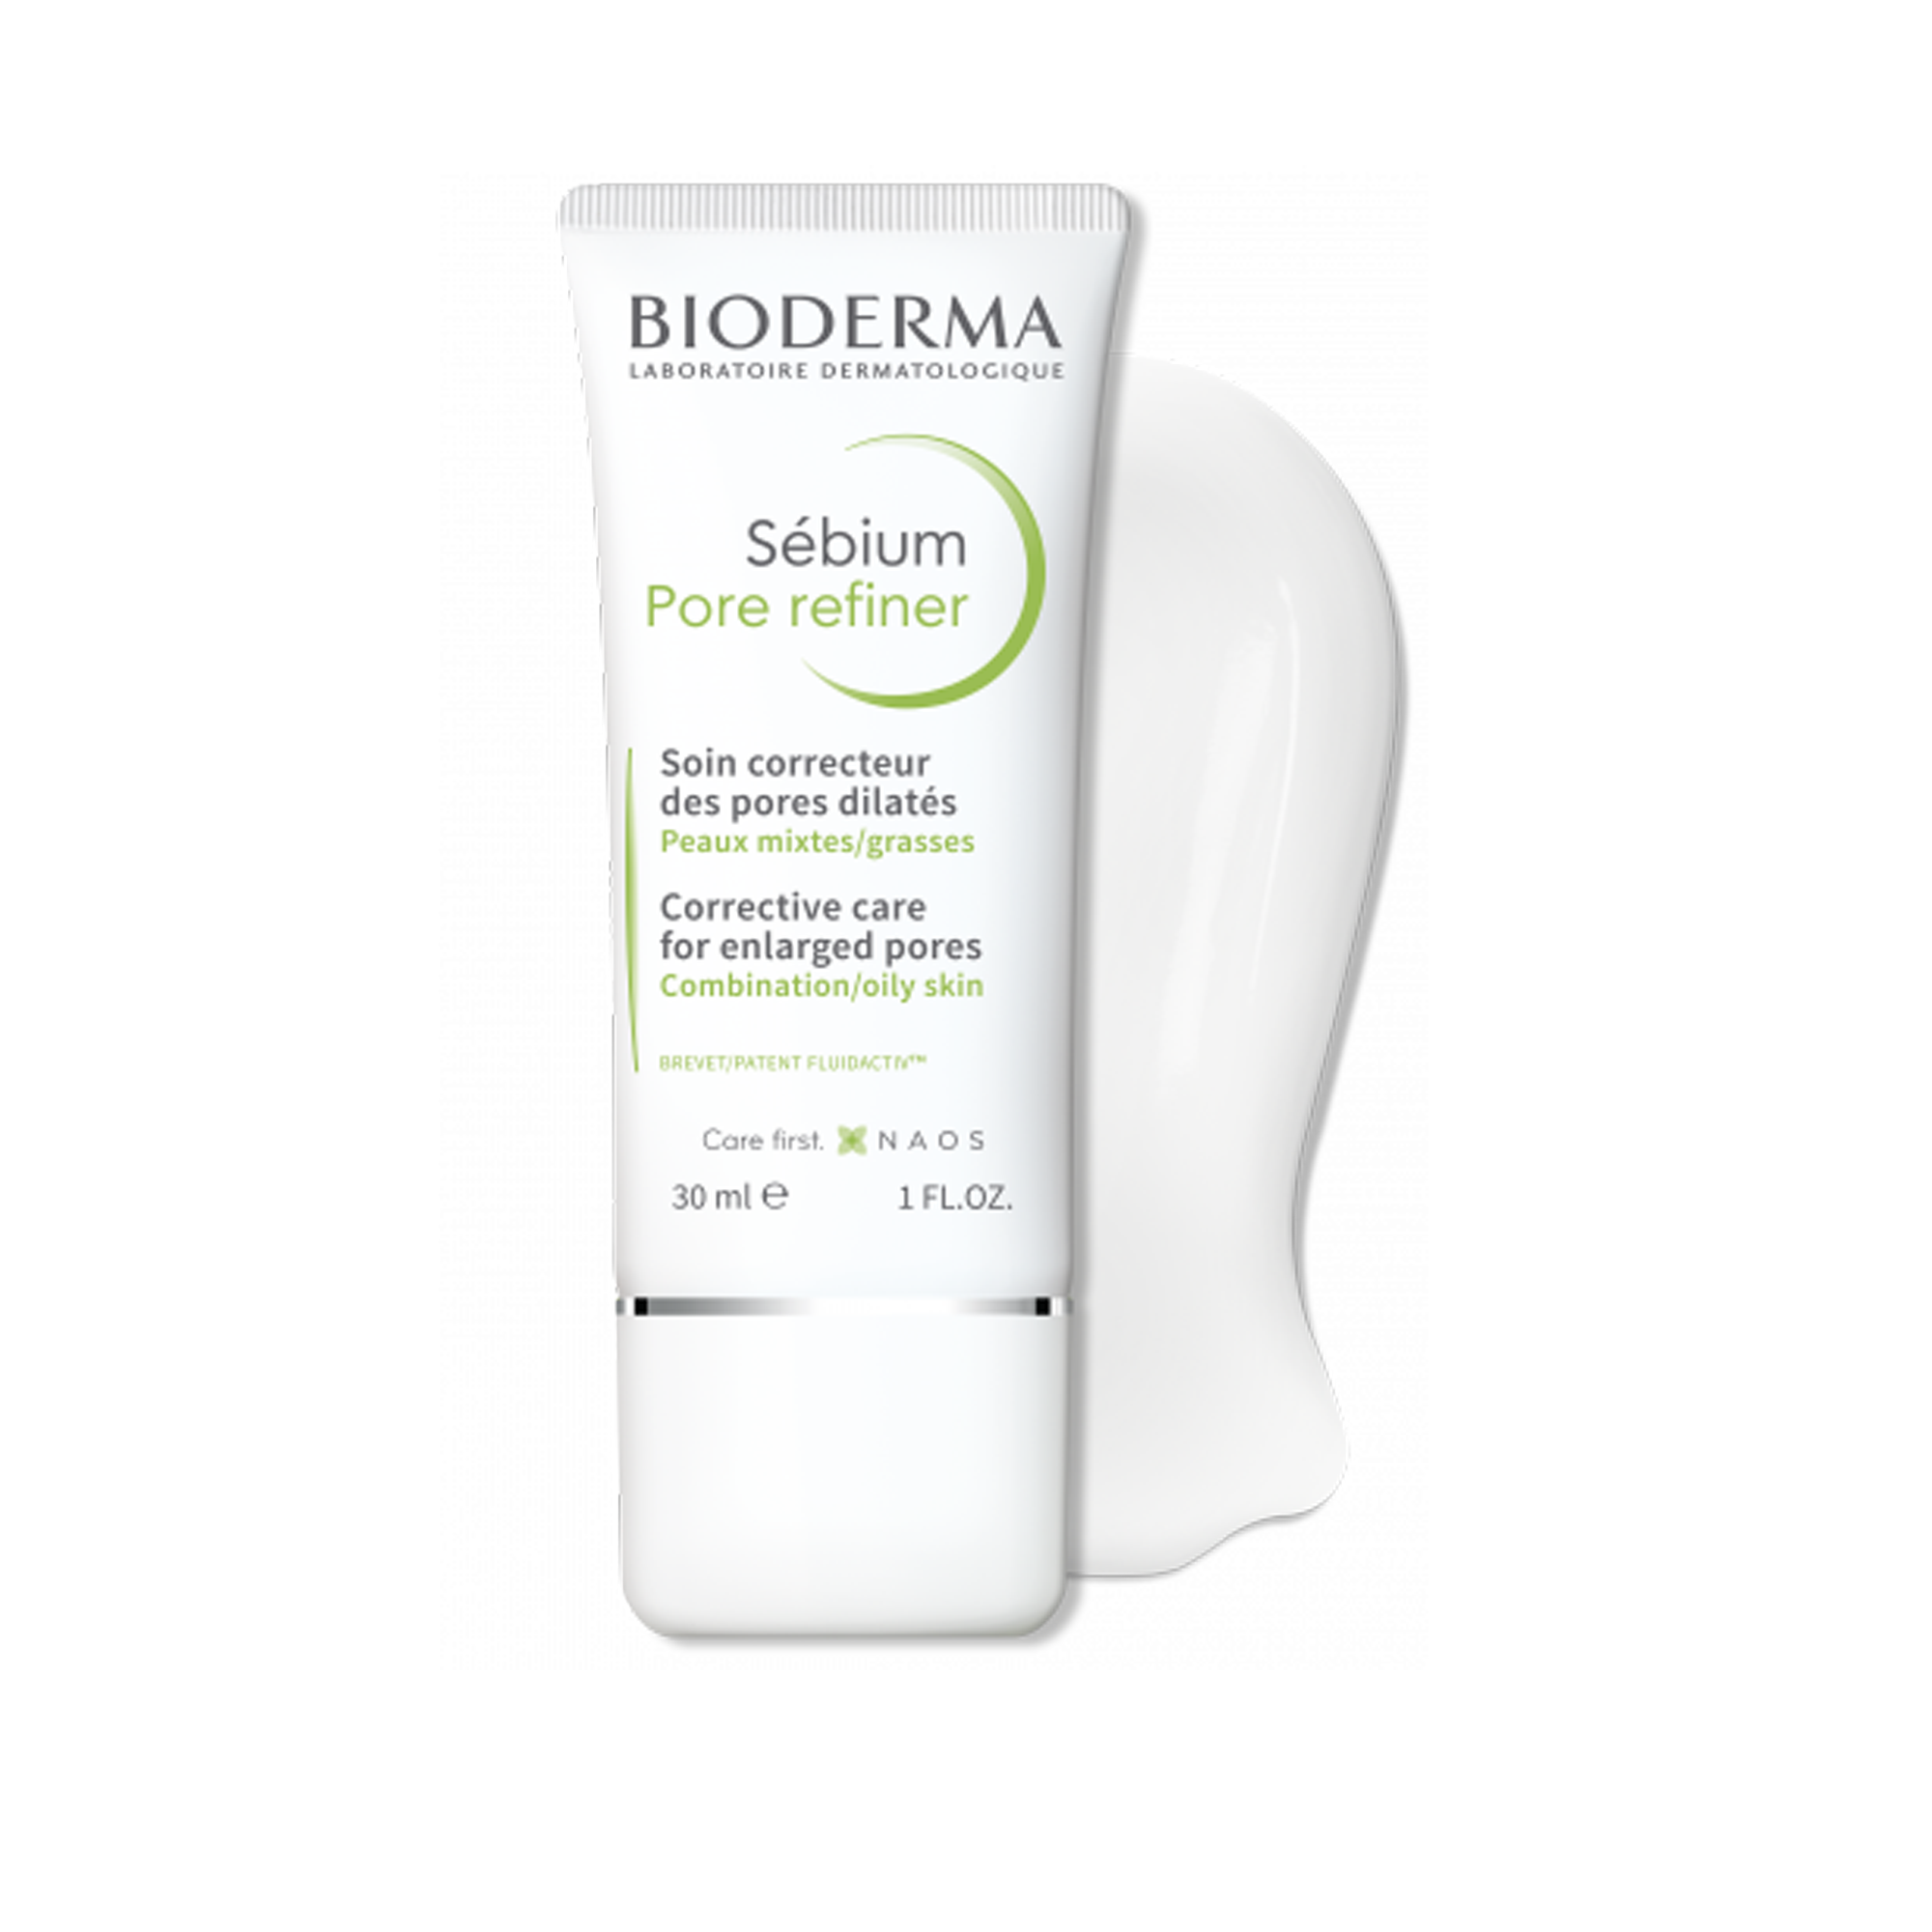 BIODERMA
LABORATOIRE DERMATOLOGIQUE
Sébium
Pore refiner
Soin correcteur
des pores dilatés
Peaux mixtes/grasses
Corrective care
for enlarged pores
Combination/oily skin
BREVET/PATENT FLUIDACTIV™
Care first. NAOS
30 ml ℮ 1 FL.OZ.